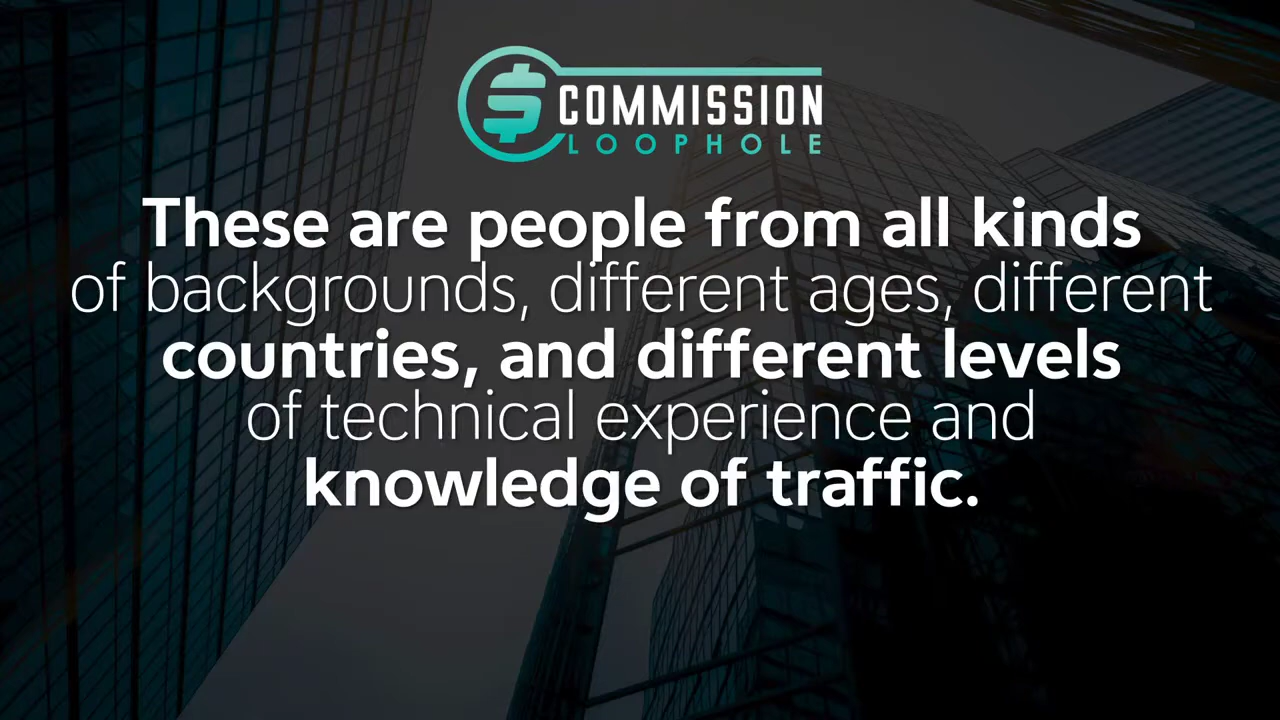 $ COMMISSION
LOOPHOLE
These are people from all kinds
of backgrounds, different ages, different
countries, and different levels
of technical experience and
knowledge of traffic.